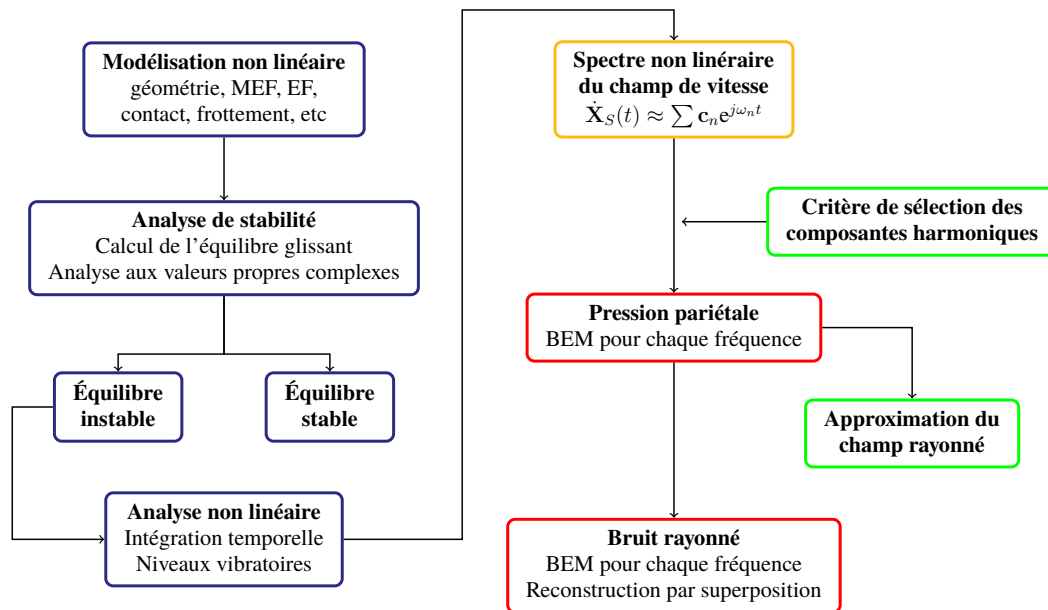 Modélisation non linéaire
géométrie, MEF, EF,
contact, frottement, etc
Analyse de stabilité
Calcul de l'équilibre glissant
Analyse aux valeurs propres complexes
Équilibre
instable
Équilibre
stable
Analyse non linéaire
Intégration temporelle
Niveaux vibratoires
Spectre non linéraire
du champ de vitesse
Ẋ_S(t) ≈ ∑ c_n e^{jω_n t}
Critère de sélection des
composantes harmoniques
Pression pariétale
BEM pour chaque fréquence
Approximation du
champ rayonné
Bruit rayonné
BEM pour chaque fréquence
Reconstruction par superposition